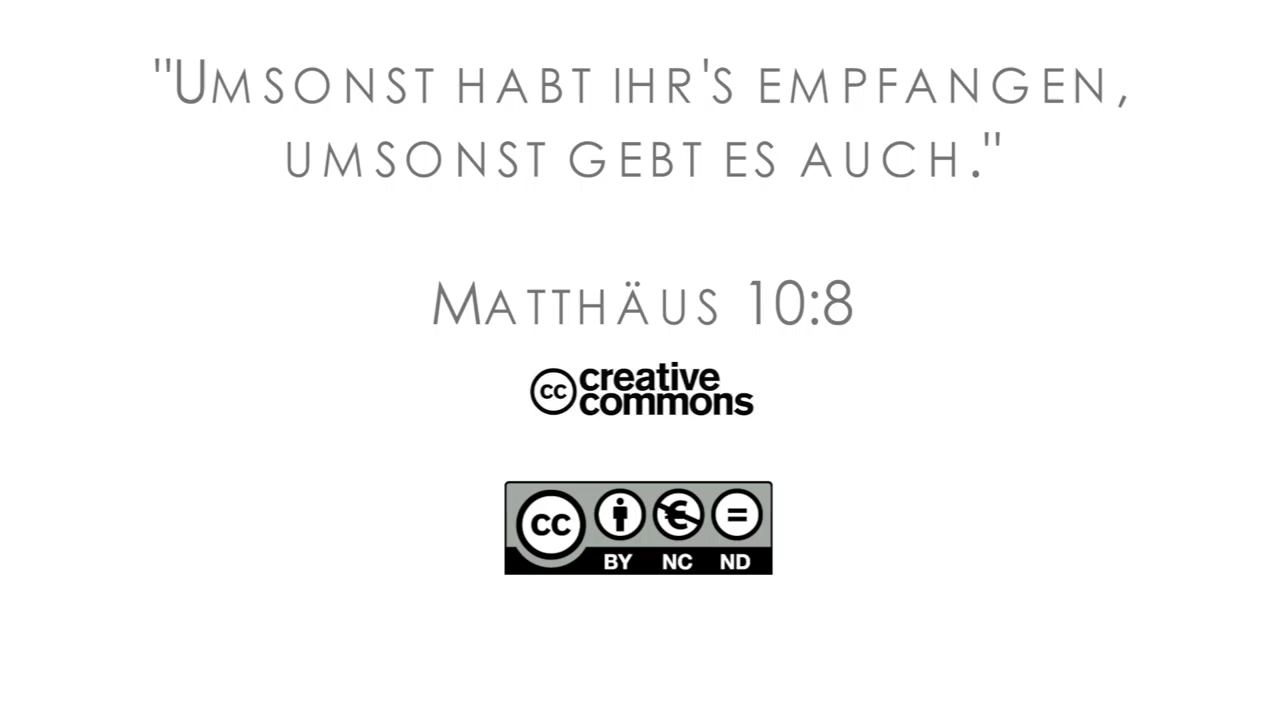 "Umsonst habt ihr's empfangen,
umsonst gebt es auch."
Matthäus 10:8
cc creative
commons
cc BY NC ND